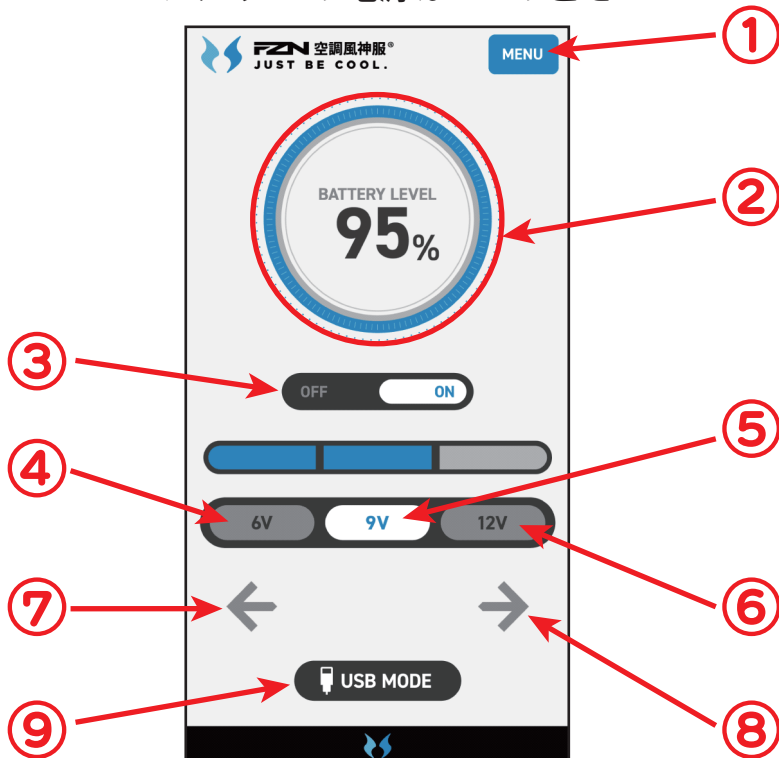 ①
FZN 空調風神服®
JUST BE COOL.
MENU
②
BATTERY LEVEL
95%
③
OFF ON
④
⑤
6V 9V 12V
⑥
⑦
⑧
⑨
USB MODE